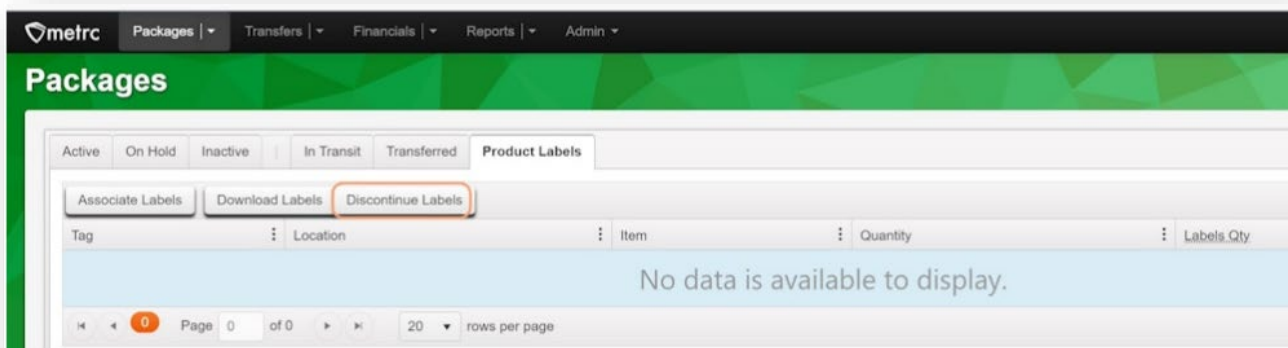 metrc Packages Transfers Financials Reports Admin
Packages
Active On Hold Inactive In Transit Transferred Product Labels
Associate Labels Download Labels Discontinue Labels
Tag Location Item Quantity Labels Qty
No data is available to display.
0 Page 0 of 0 20 rows per page